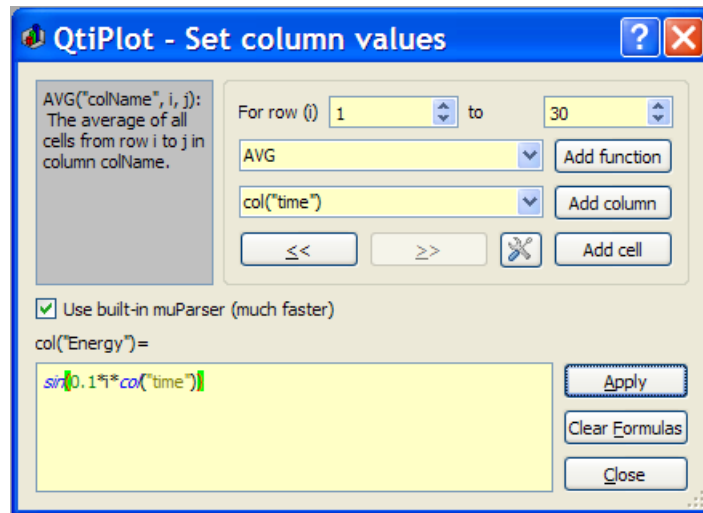 QtiPlot - Set column values
AVG("colName", i, j):
The average of all
cells from row i to j in
column colName.
For row (i) 1 to 30
AVG
Add function
col("time")
Add column
<<
>>
Add cell
Use built-in muParser (much faster)
col("Energy")=
sin(0.1*i*col("time"))
Apply
Clear Formulas
Close